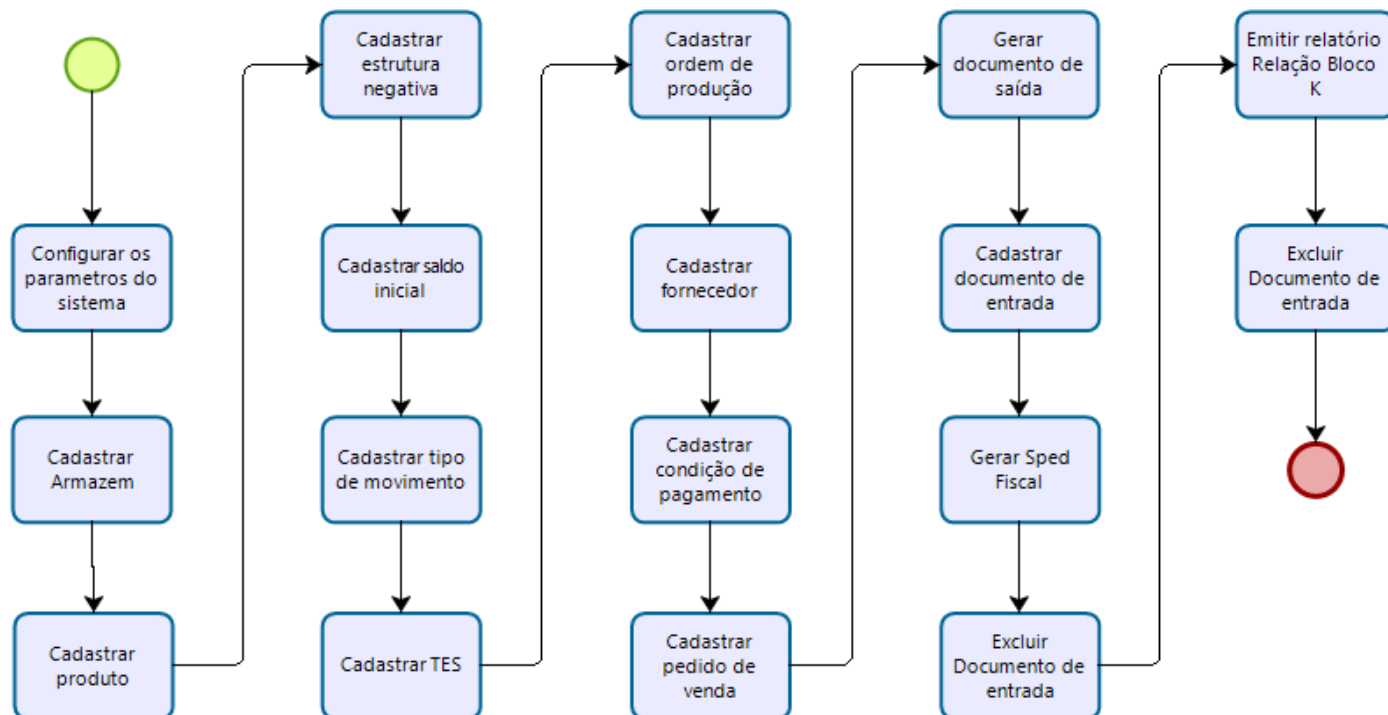 Configurar os
parametros do
sistema
Cadastrar
Armazem
Cadastrar
produto
Cadastrar
estrutura
negativa
Cadastrar saldo
inicial
Cadastrar tipo
de movimento
Cadastrar TES
Cadastrar
ordem de
produção
Cadastrar
fornecedor
Cadastrar
condição de
pagamento
Cadastrar
pedido de
venda
Gerar
documento de
saída
Cadastrar
documento de
entrada
Gerar Sped
Fiscal
Excluir
Documento de
entrada
Emitir relatório
Relação Bloco
K
Excluir
Documento de
entrada